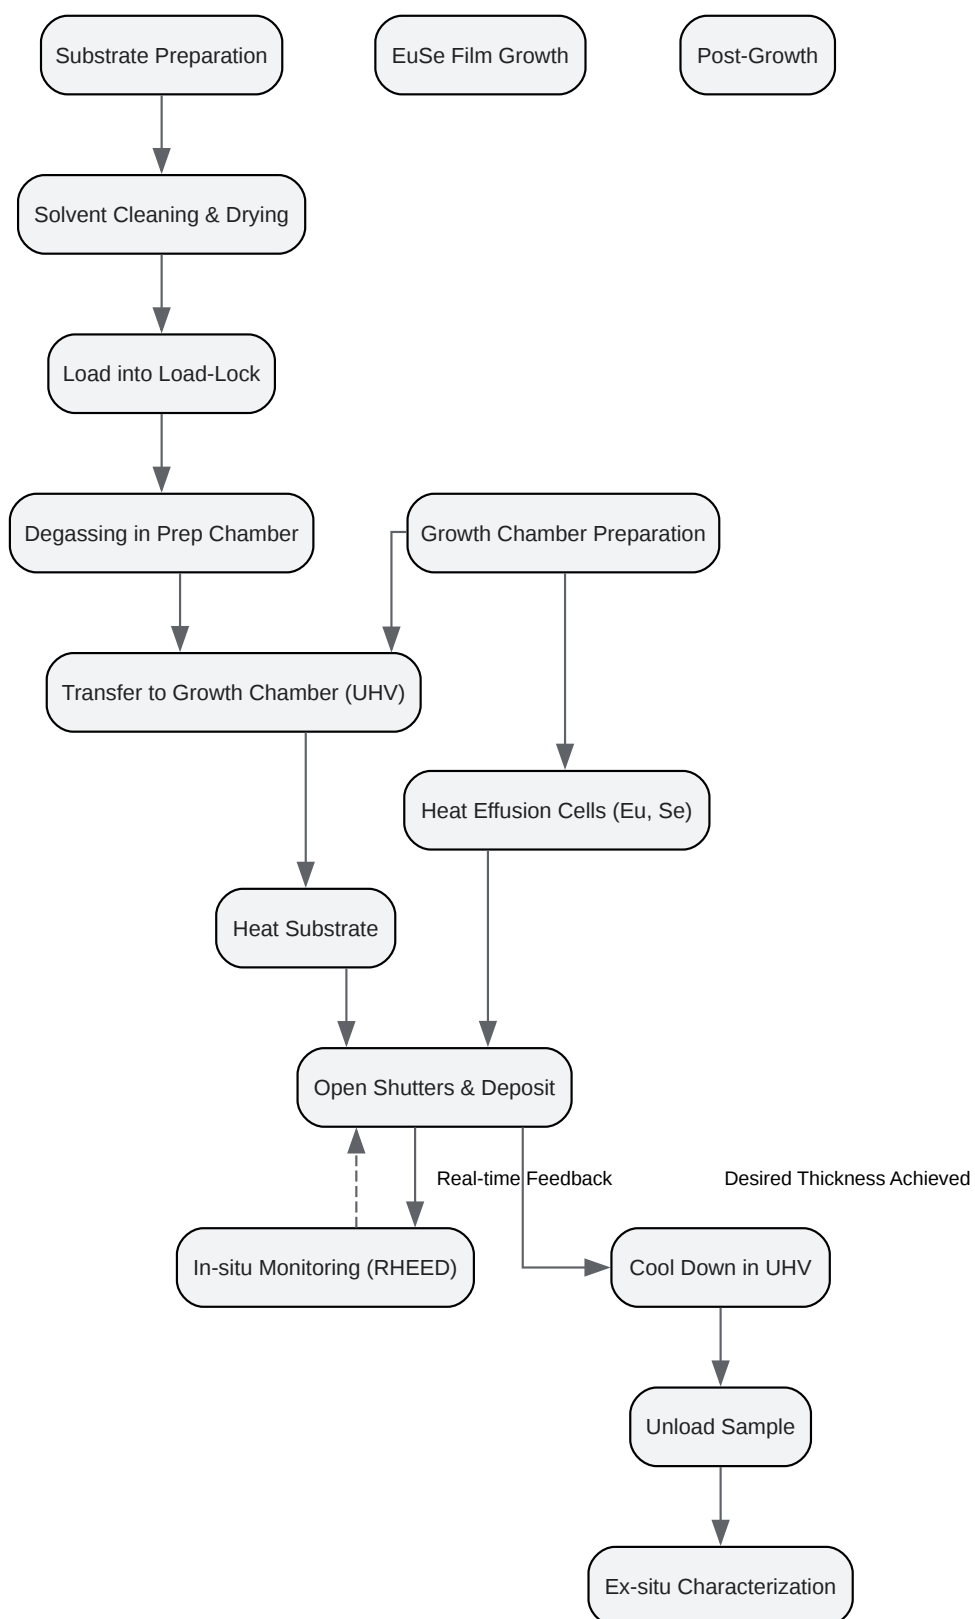 Substrate Preparation
EuSe Film Growth
Post-Growth
Solvent Cleaning & Drying
Load into Load-Lock
Degassing in Prep Chamber
Growth Chamber Preparation
Transfer to Growth Chamber (UHV)
Heat Effusion Cells (Eu, Se)
Heat Substrate
Open Shutters & Deposit
Real-time Feedback
Desired Thickness Achieved
In-situ Monitoring (RHEED)
Cool Down in UHV
Unload Sample
Ex-situ Characterization